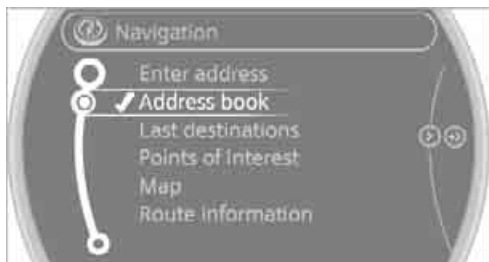 Navigation
Enter address
Address book
Last destinations
Points of Interest
Map
Route information